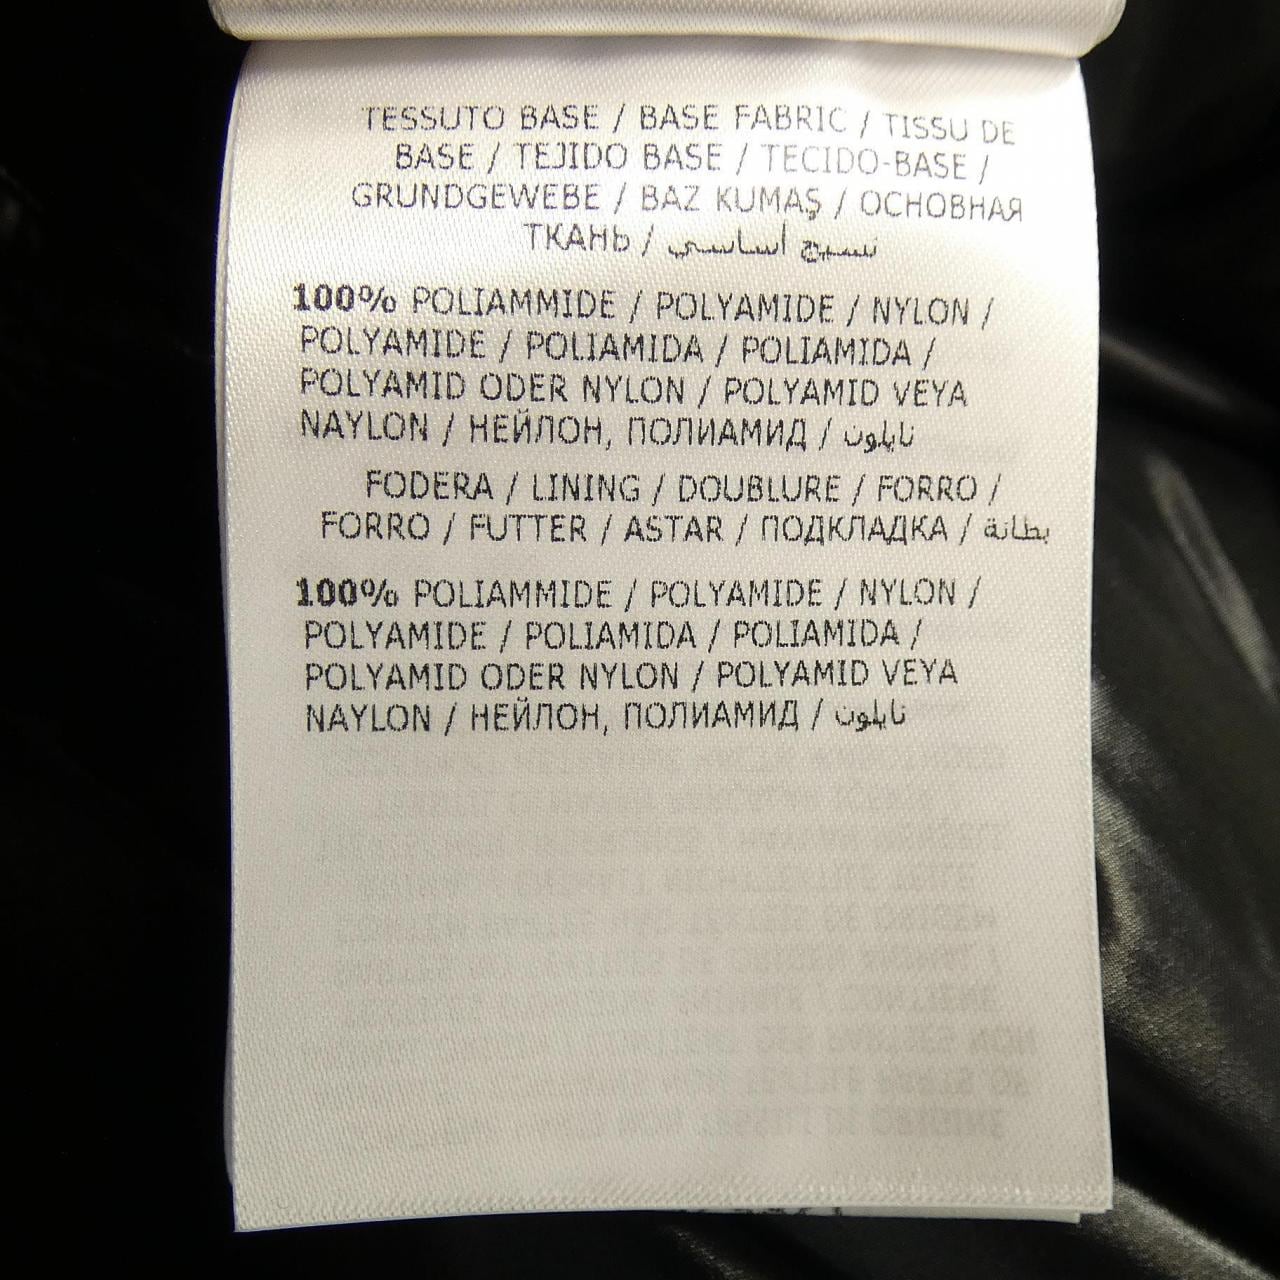 TESSUTO BASE / BASE FABRIC / TISSU DE
BASE / TEJIDO BASE / TECIDO-BASE /
GRUNDGEWEBE / BAZ KUMAŞ / ОСНОВНАЯ
ТКАНЬ / نسيج أساسي
100% POLIAMMIDE / POLYAMIDE / NYLON /
POLYAMIDE / POLIAMIDA / POLIAMIDA /
POLYAMID ODER NYLON / POLYAMID VEYA
NAYLON / НЕЙЛОН, ПОЛИАМИД / نايلون
FODERA / LINING / DOUBLURE / FORRO /
FORRO / FUTTER / ASTAR / ПОДКЛАДКА / بطانة
100% POLIAMMIDE / POLYAMIDE / NYLON /
POLYAMIDE / POLIAMIDA / POLIAMIDA /
POLYAMID ODER NYLON / POLYAMID VEYA
NAYLON / НЕЙЛОН, ПОЛИАМИД / نايلون